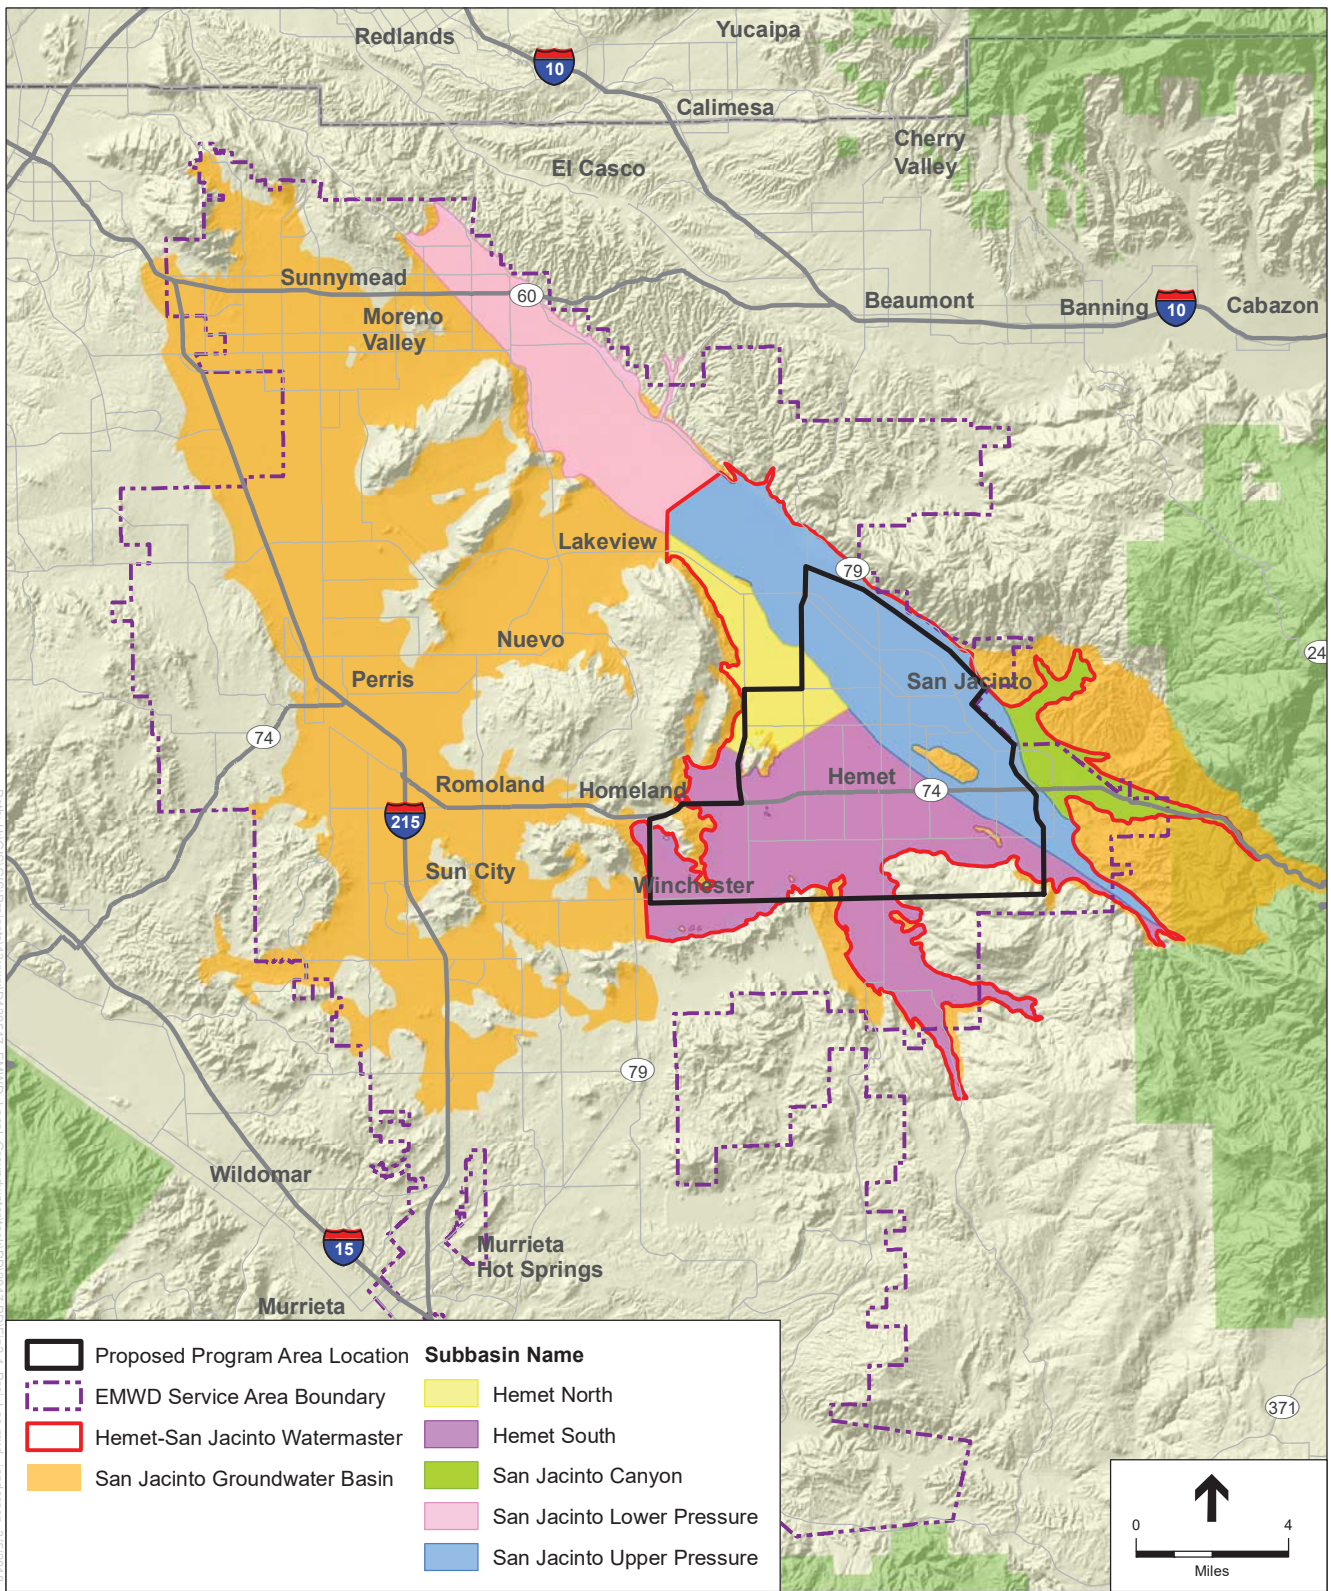 Redlands
Yucaipa
10
Calimesa
Cherry
Valley
El Casco
Sunnymead
60
Moreno
Valley
Beaumont
Banning
10
Cabazon
Lakeview
79
Nuevo
San Jacinto
24
Perris
74
Romoland
Homeland
Hemet
74
215
Sun City
Winchester
79
Wildomar
15
Murrieta
Hot Springs
Murrieta
371
Proposed Program Area Location
EMWD Service Area Boundary
Hemet-San Jacinto Watermaster
San Jacinto Groundwater Basin
Subbasin Name
Hemet North
Hemet South
San Jacinto Canyon
San Jacinto Lower Pressure
San Jacinto Upper Pressure
0 4
Miles